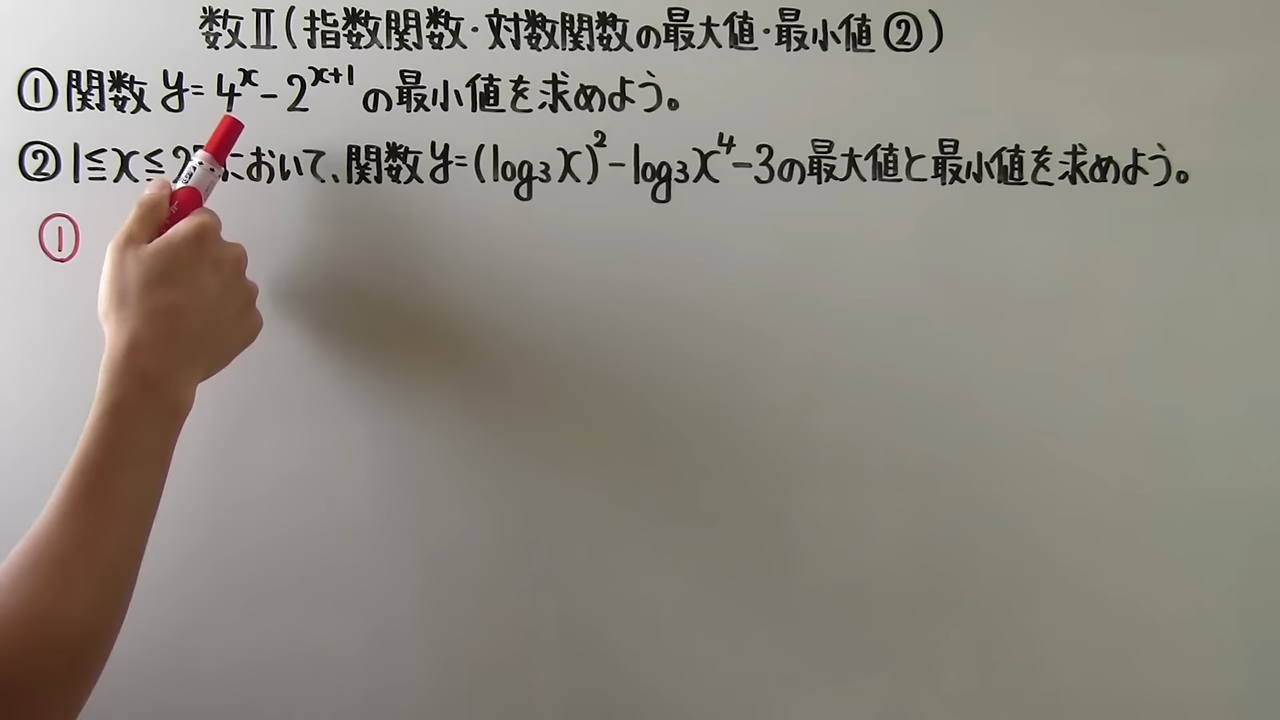 数Ⅱ(指数関数・対数関数の最大値・最小値②)
①関数 y=4^x-2^{x+1} の最小値を求めよう。
②1≦x≦2 において、関数 y=(log₃x)²-log₃x⁴-3の最大値と最小値を求めよう。
①